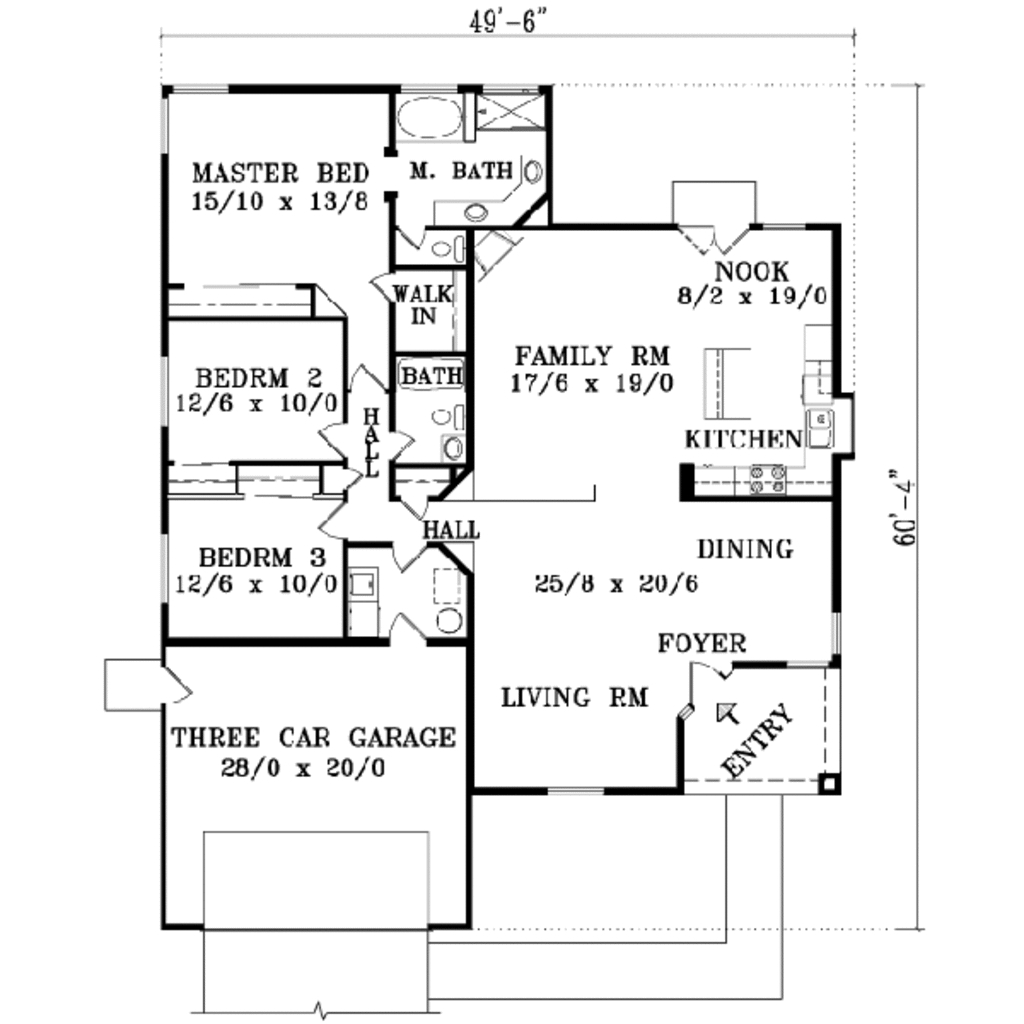 49'-6"
MASTER BED
15/10 x 13/8
M. BATH
NOOK
8/2 x 19/0
WALK
IN
FAMILY RM
17/6 x 19/0
BEDRM 2
12/6 x 10/0
BATH
HALL
KITCHEN
60'-4"
HALL
DINING
BEDRM 3
12/6 x 10/0
25/8 x 20/6
FOYER
LIVING RM
ENTRY
THREE CAR GARAGE
28/0 x 20/0